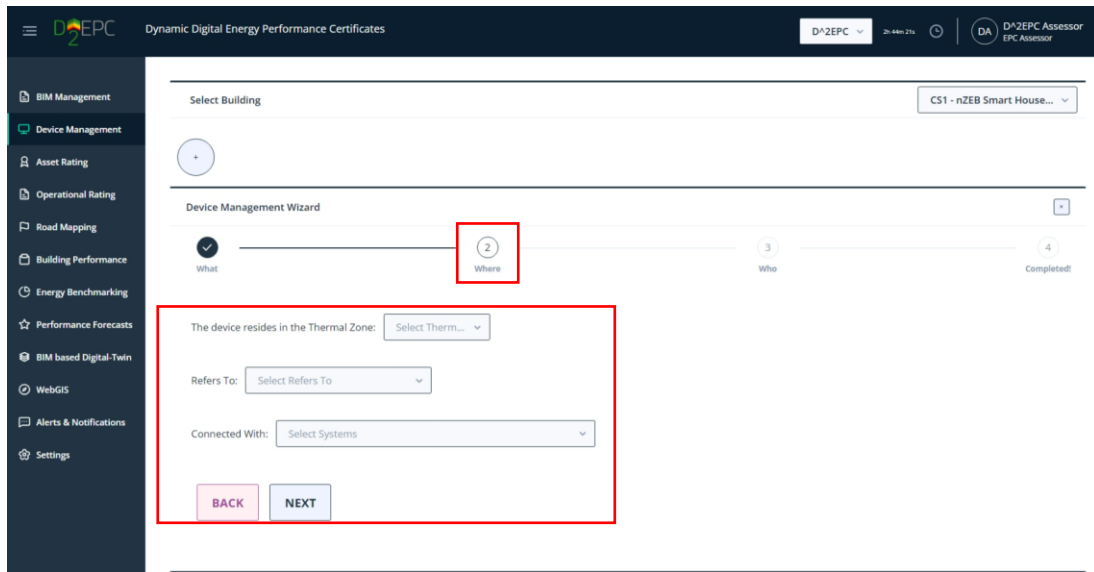 D2EPC
Dynamic Digital Energy Performance Certificates
D^2EPC
2h 44m 21s
DA
D^2EPC Assessor
EPC Assessor
BIM Management
Device Management
Asset Rating
Operational Rating
Road Mapping
Building Performance
Energy Benchmarking
Performance Forecasts
BIM based Digital-Twin
WebGIS
Alerts & Notifications
Settings
Select Building
CS1 - nZEB Smart House...
+
Device Management Wizard
2
3
4
What
Where
Who
Completed!
The device resides in the Thermal Zone: Select Therm...
Refers To: Select Refers To
Connected With: Select Systems
BACK
NEXT